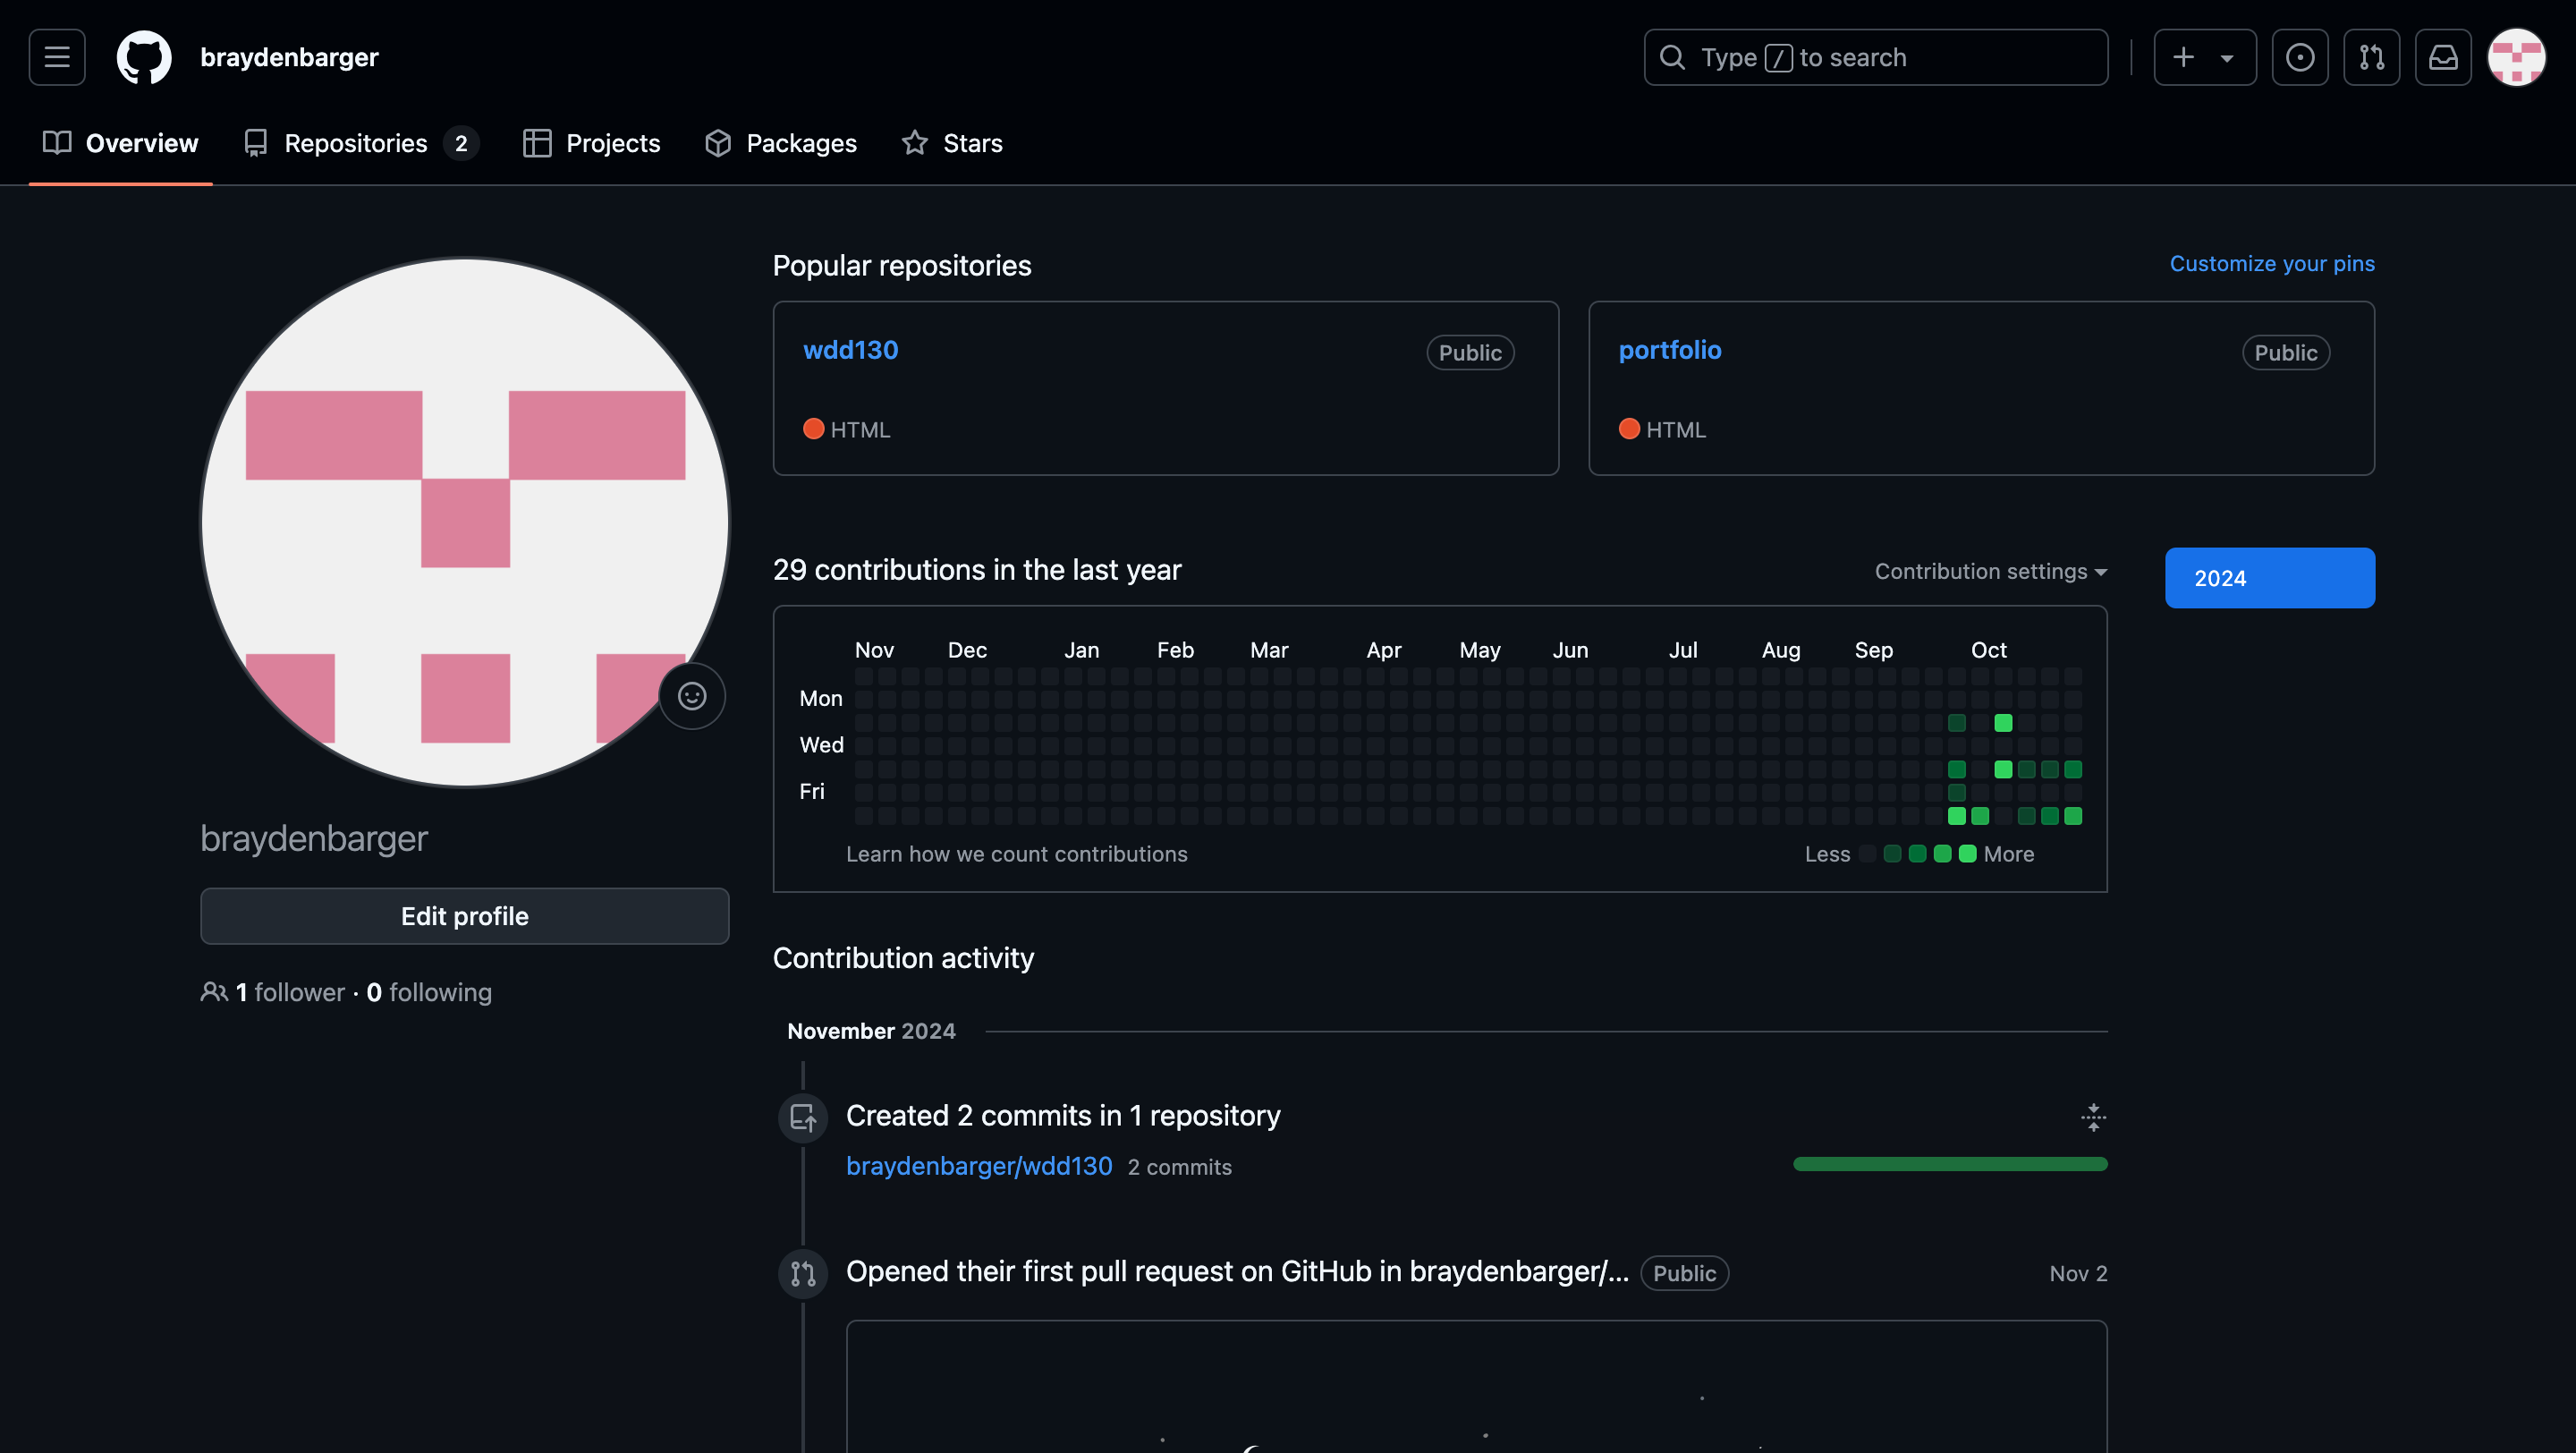 braydenbarger
Type / to search
Overview
Repositories 2
Projects
Packages
Stars
braydenbarger
Edit profile
1 follower · 0 following
Popular repositories
Customize your pins
wdd130
Public
HTML
portfolio
Public
HTML
29 contributions in the last year
Contribution settings
2024
Nov Dec Jan Feb Mar Apr May Jun Jul Aug Sep Oct
Mon
Wed
Fri
Learn how we count contributions
Less More
Contribution activity
November 2024
Created 2 commits in 1 repository
braydenbarger/wdd130 2 commits
Opened their first pull request on GitHub in braydenbarger/... Public Nov 2